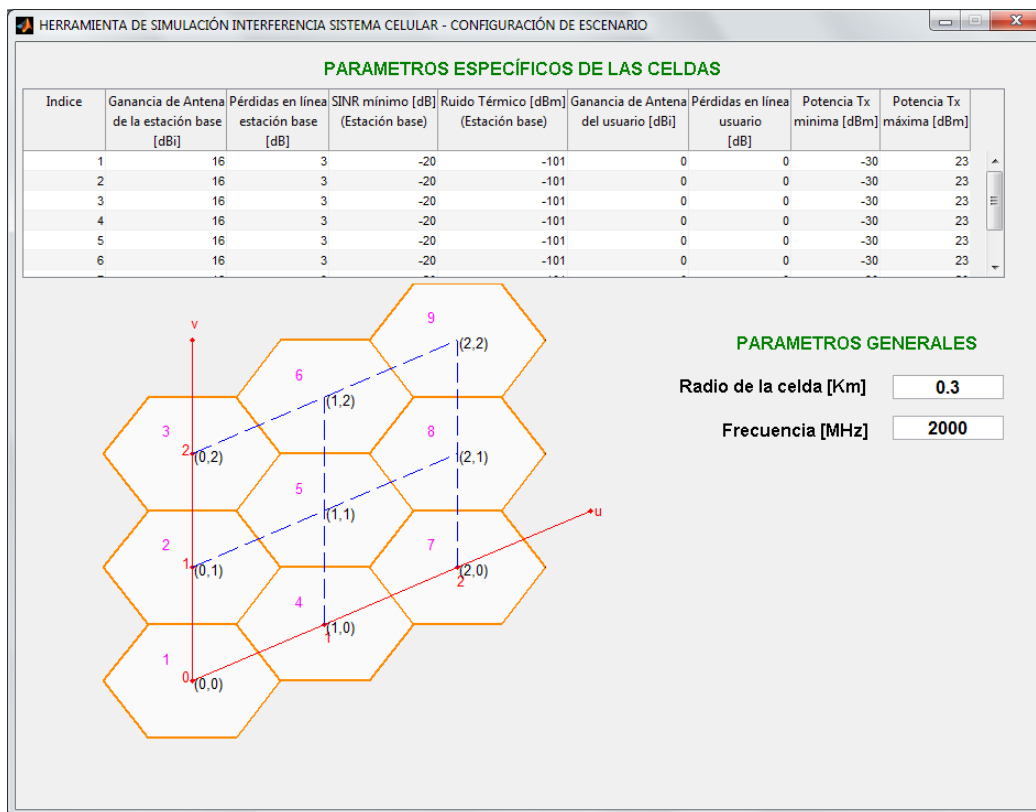 HERRAMIENTA DE SIMULACIÓN INTERFERENCIA SISTEMA CELULAR - CONFIGURACIÓN DE ESCENARIO
PARAMETROS ESPECÍFICOS DE LAS CELDAS
Indice Ganancia de Antena Pérdidas en línea SINR mínimo [dB] Ruido Térmico [dBm] Ganancia de Antena Pérdidas en línea Potencia Tx Potencia Tx
de la estación base estación base (Estación base) (Estación base) del usuario [dBi] usuario minima [dBm] máxima [dBm]
[dBi] [dB] [dB]
1 16 3 -20 -101 0 0 -30 23
2 16 3 -20 -101 0 0 -30 23
3 16 3 -20 -101 0 0 -30 23
4 16 3 -20 -101 0 0 -30 23
5 16 3 -20 -101 0 0 -30 23
6 16 3 -20 -101 0 0 -30 23
9
v
(2,2)
6
(1,2)
3
8
2
(0,2)
(2,1)
5
(1,1)
u
2
7
1
(0,1)
(2,0)
2
4
(1,0)
1
1
0
(0,0)
PARAMETROS GENERALES
Radio de la celda [Km] 0.3
Frecuencia [MHz] 2000